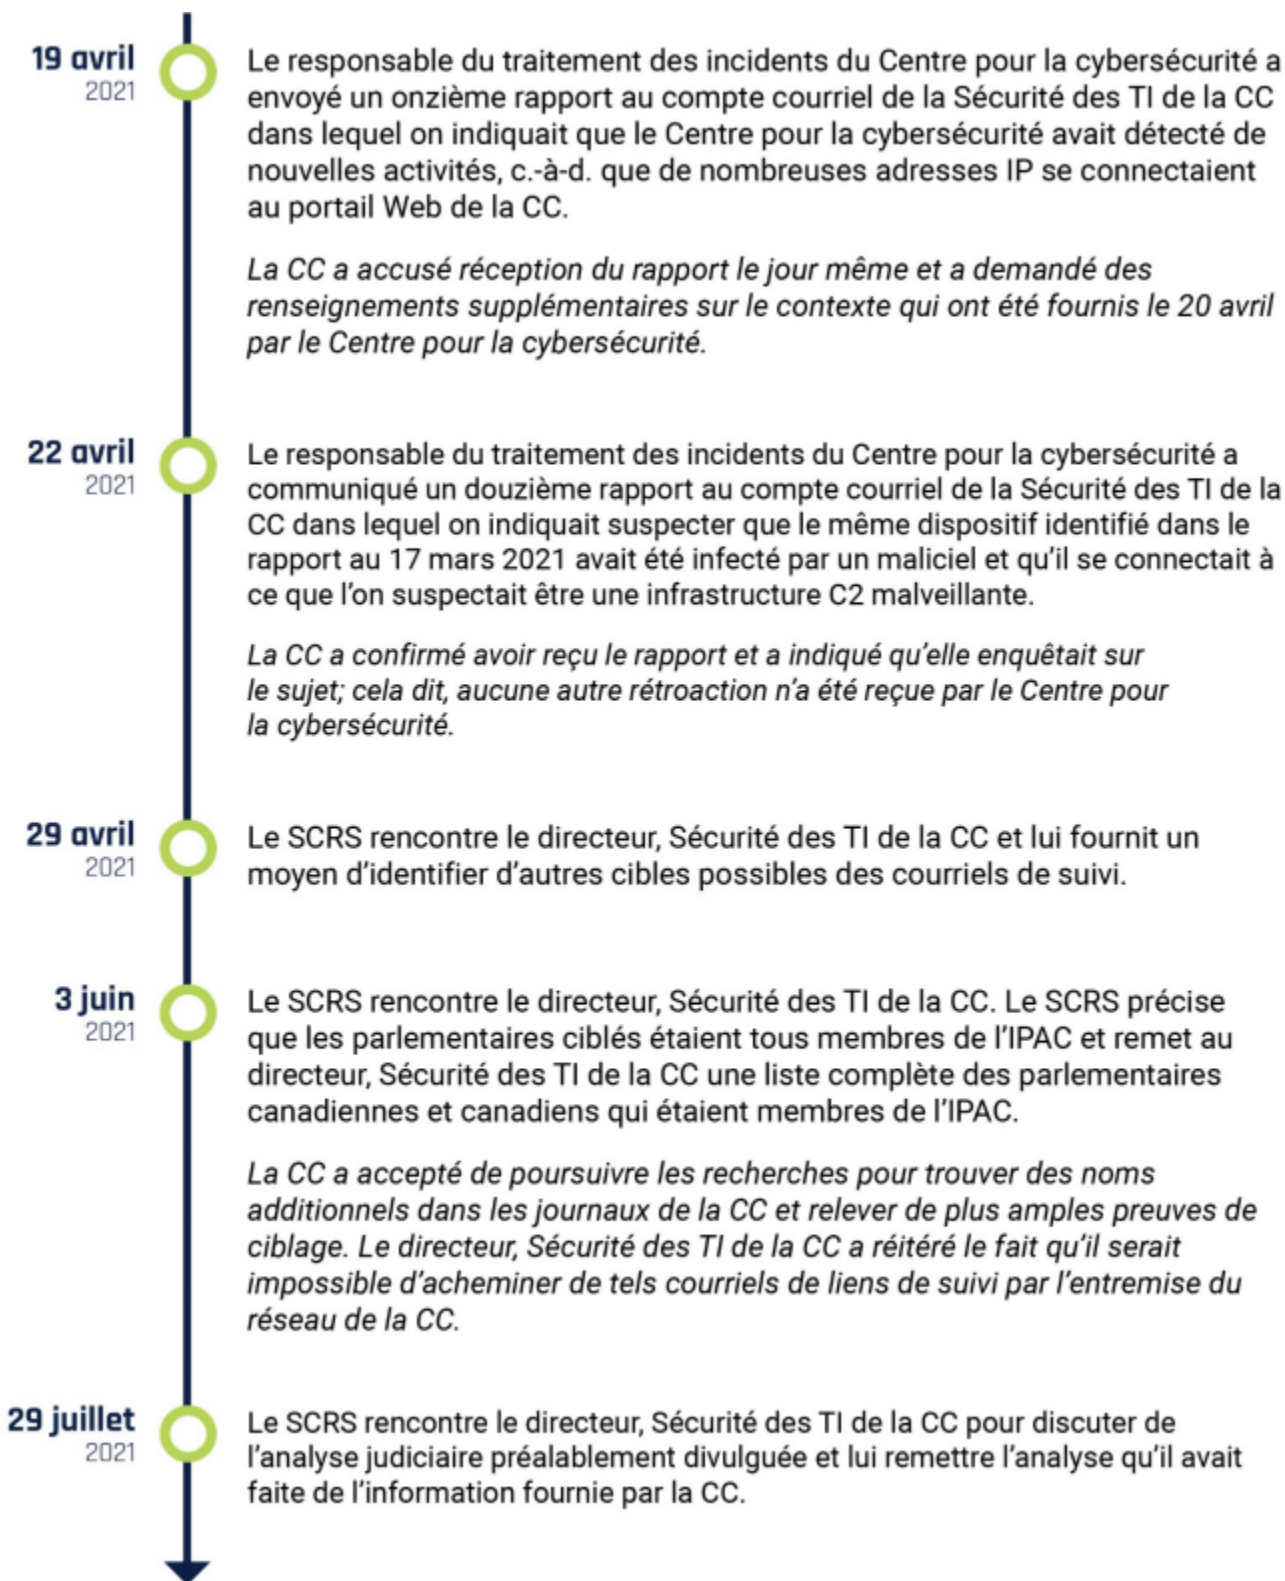 19 avril
2021
Le responsable du traitement des incidents du Centre pour la cybersécurité a
envoyé un onzième rapport au compte courriel de la Sécurité des TI de la CC
dans lequel on indiquait que le Centre pour la cybersécurité avait détecté de
nouvelles activités, c.-à-d. que de nombreuses adresses IP se connectaient
au portail Web de la CC.
La CC a accusé réception du rapport le jour même et a demandé des
renseignements supplémentaires sur le contexte qui ont été fournis le 20 avril
par le Centre pour la cybersécurité.
22 avril
2021
Le responsable du traitement des incidents du Centre pour la cybersécurité a
communiqué un douzième rapport au compte courriel de la Sécurité des TI de la
CC dans lequel on indiquait suspecter que le même dispositif identifié dans le
rapport au 17 mars 2021 avait été infecté par un maliciel et qu'il se connectait à
ce que l'on suspectait être une infrastructure C2 malveillante.
La CC a confirmé avoir reçu le rapport et a indiqué qu'elle enquêtait sur
le sujet; cela dit, aucune autre rétroaction n'a été reçue par le Centre pour
la cybersécurité.
29 avril
2021
Le SCRS rencontre le directeur, Sécurité des TI de la CC et lui fournit un
moyen d'identifier d'autres cibles possibles des courriels de suivi.
3 juin
2021
Le SCRS rencontre le directeur, Sécurité des TI de la CC. Le SCRS précise
que les parlementaires ciblés étaient tous membres de l'IPAC et remet au
directeur, Sécurité des TI de la CC une liste complète des parlementaires
canadiennes et canadiens qui étaient membres de l'IPAC.
La CC a accepté de poursuivre les recherches pour trouver des noms
additionnels dans les journaux de la CC et relever de plus amples preuves de
ciblage. Le directeur, Sécurité des TI de la CC a réitéré le fait qu'il serait
impossible d'acheminer de tels courriels de liens de suivi par l'entremise du
réseau de la CC.
29 juillet
2021
Le SCRS rencontre le directeur, Sécurité des TI de la CC pour discuter de
l'analyse judiciaire préalablement divulguée et lui remettre l'analyse qu'il avait
faite de l'information fournie par la CC.